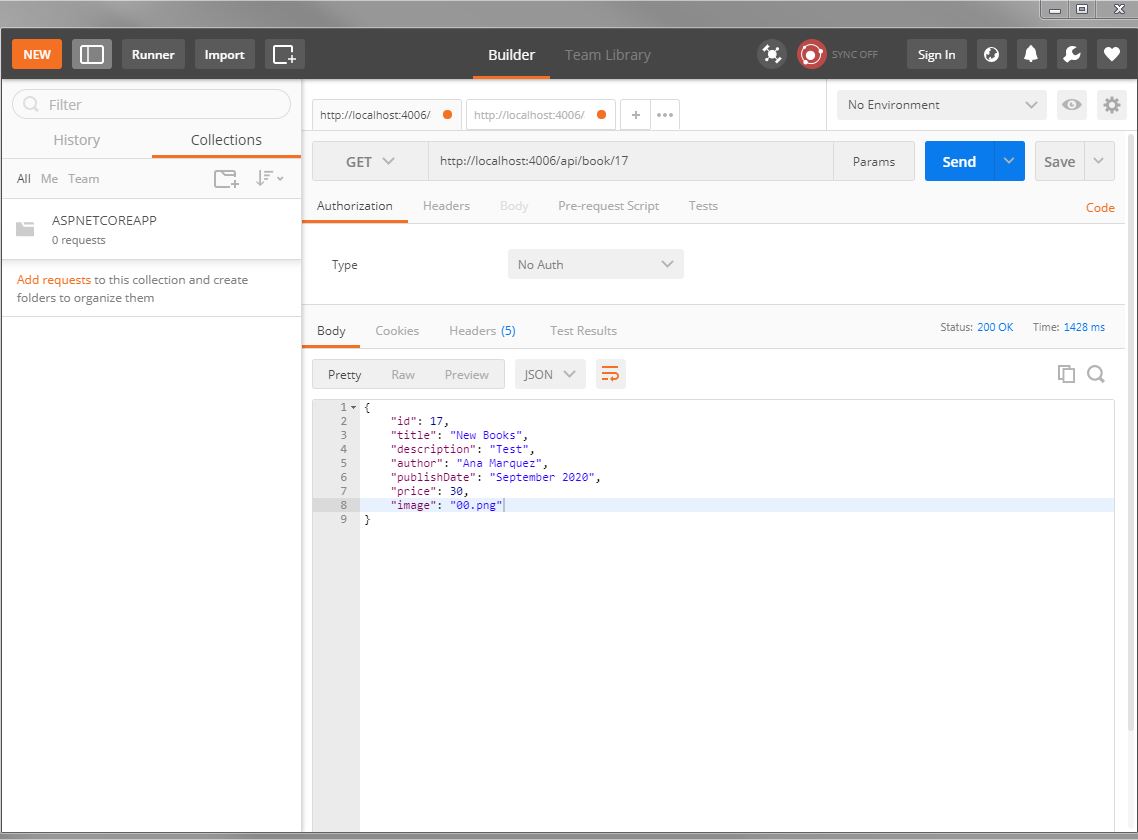 NEW
Runner
Import
Builder
Team Library
SYNC OFF
Sign In
Filter
History
Collections
All Me Team
ASPNETCOREAPP
0 requests
Add requests to this collection and create
folders to organize them
http://localhost:4006/
http://localhost:4006/
+
No Environment
GET
http://localhost:4006/api/book/17
Params
Send
Save
Authorization
Headers
Body
Pre-request Script
Tests
Code
Type
No Auth
Body
Cookies
Headers (5)
Test Results
Status: 200 OK
Time: 1428 ms
Pretty
Raw
Preview
JSON
1 {
2 "id": 17,
3 "title": "New Books",
4 "description": "Test",
5 "author": "Ana Marquez",
6 "publishDate": "September 2020",
7 "price": 30,
8 "image": "00.png"
9 }